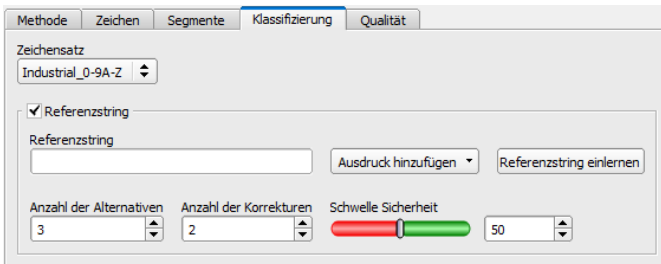 Methode Zeichen Segmente Klassifizierung Qualität
Zeichensatz
Industrial_0-9A-Z
Referenzstring
Referenzstring
Ausdruck hinzufügen Referenzstring einlernen
Anzahl der Alternativen Anzahl der Korrekturen Schwelle Sicherheit
3 2 50